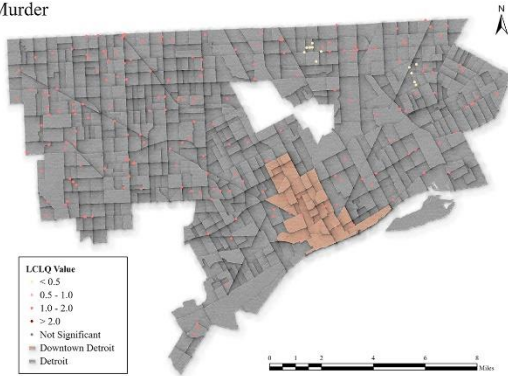 Murder
N
LCLQ Value
< 0.5
0.5 - 1.0
1.0 - 2.0
> 2.0
Not Significant
Downtown Detroit
Detroit
0 1 2 4 6 8
Miles